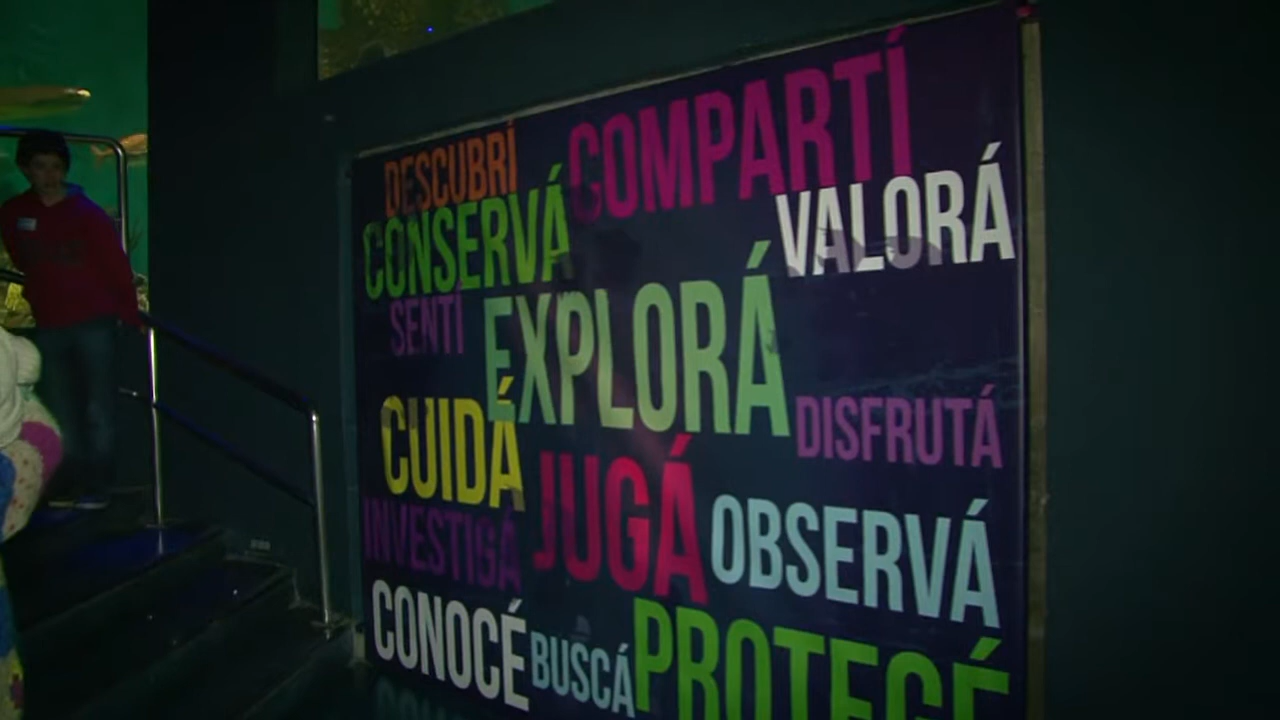 DESCUBRÍ COMPARTÍ
CONSERVÁ VALORÁ
SENTÍ EXPLORÁ
CUIDÁ DISFRUTÁ
INVESTIGÁ JUGÁ OBSERVÁ
CONOCÉ BUSCÁ PROTEGÉ